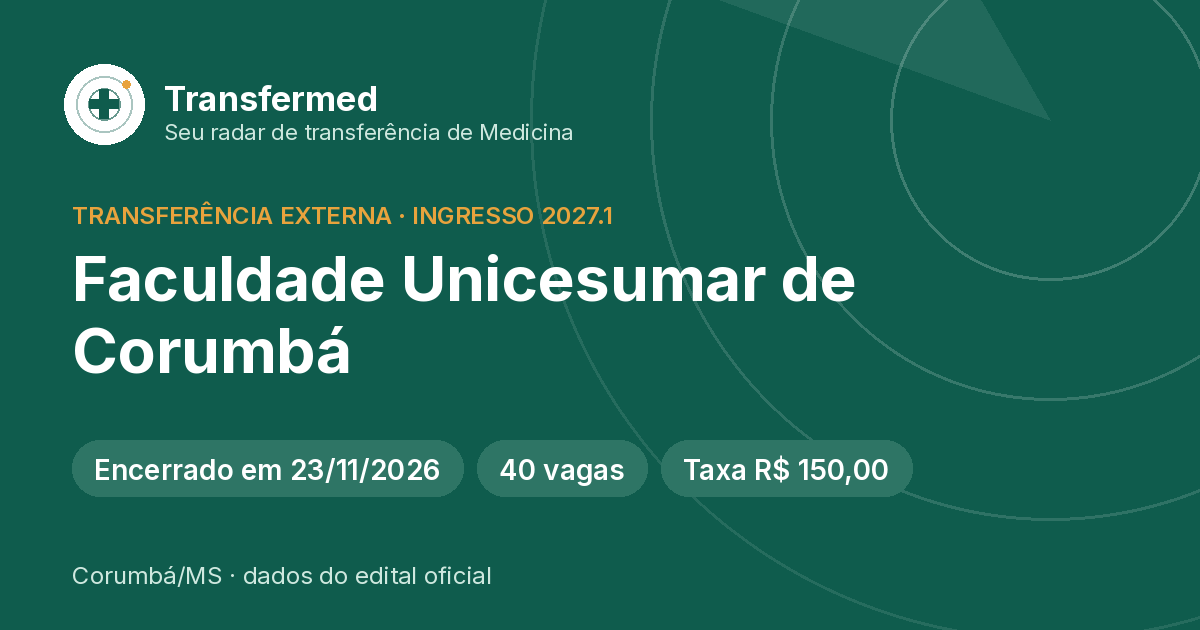 Transfermed
Seu radar de transferência de Medicina
TRANSFERÊNCIA EXTERNA · INGRESSO 2027.1
Faculdade Unicesumar de
Corumbá
Encerrado em 23/11/2026
40 vagas
Taxa R$ 150,00
Corumbá/MS · dados do edital oficial